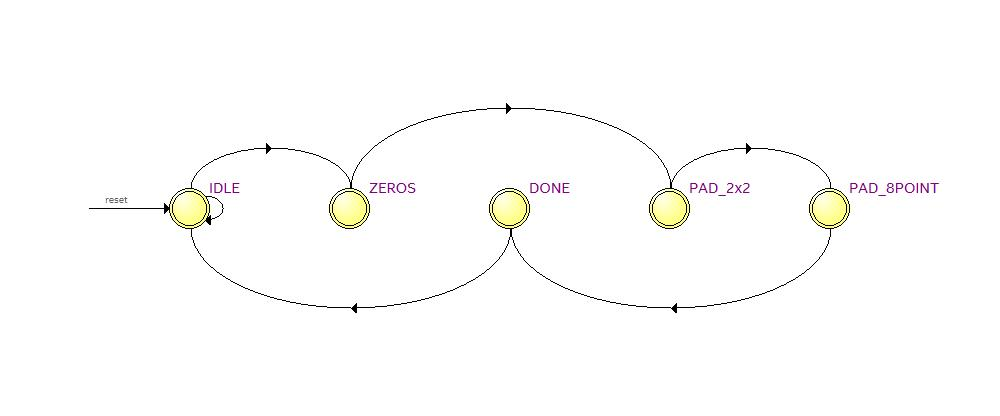 IDLE
ZEROS
DONE
PAD_2x2
PAD_8POINT
reset